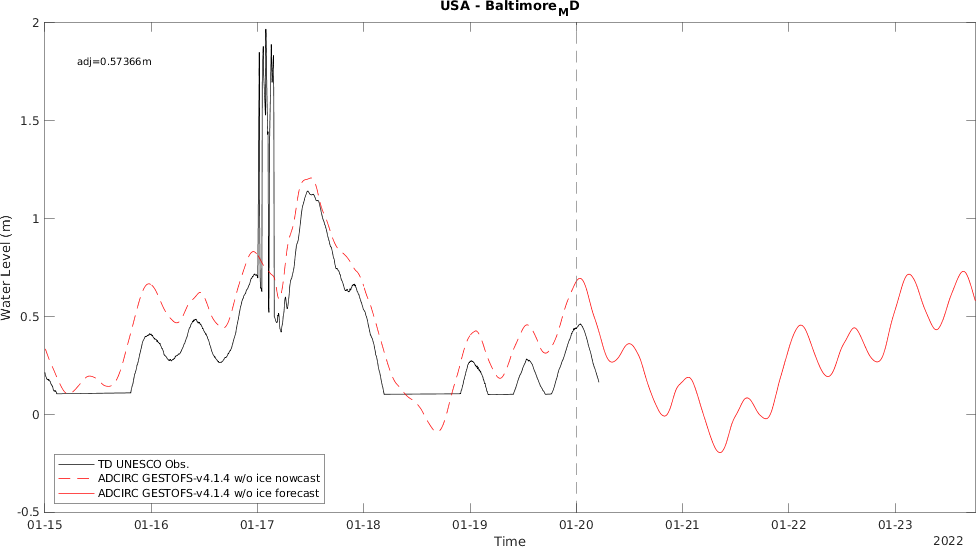 USA - BaltimoreMD
adj=0.57366m
2
1.5
1
0.5
0
-0.5
Water Level (m)
TD UNESCO Obs.
ADCIRC GESTOFS-v4.1.4 w/o ice nowcast
ADCIRC GESTOFS-v4.1.4 w/o ice forecast
01-15 01-16 01-17 01-18 01-19 01-20 01-21 01-22 01-23
Time
2022